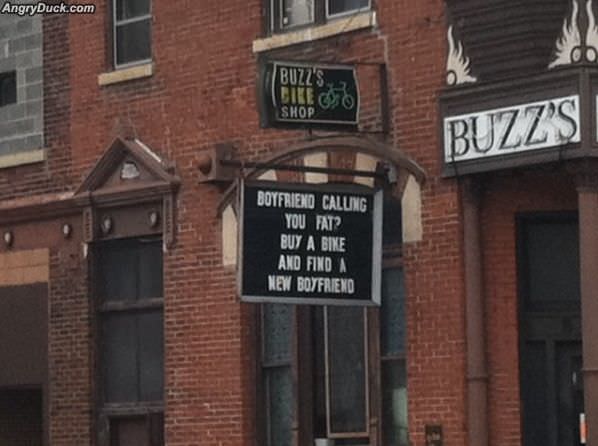 AngryDuck.com
BUZZ'S
BIKE
SHOP
BUZZ'S
BOYFRIEND CALLING
YOU FAT?
BUY A BIKE
AND FIND A
NEW BOYFRIEND